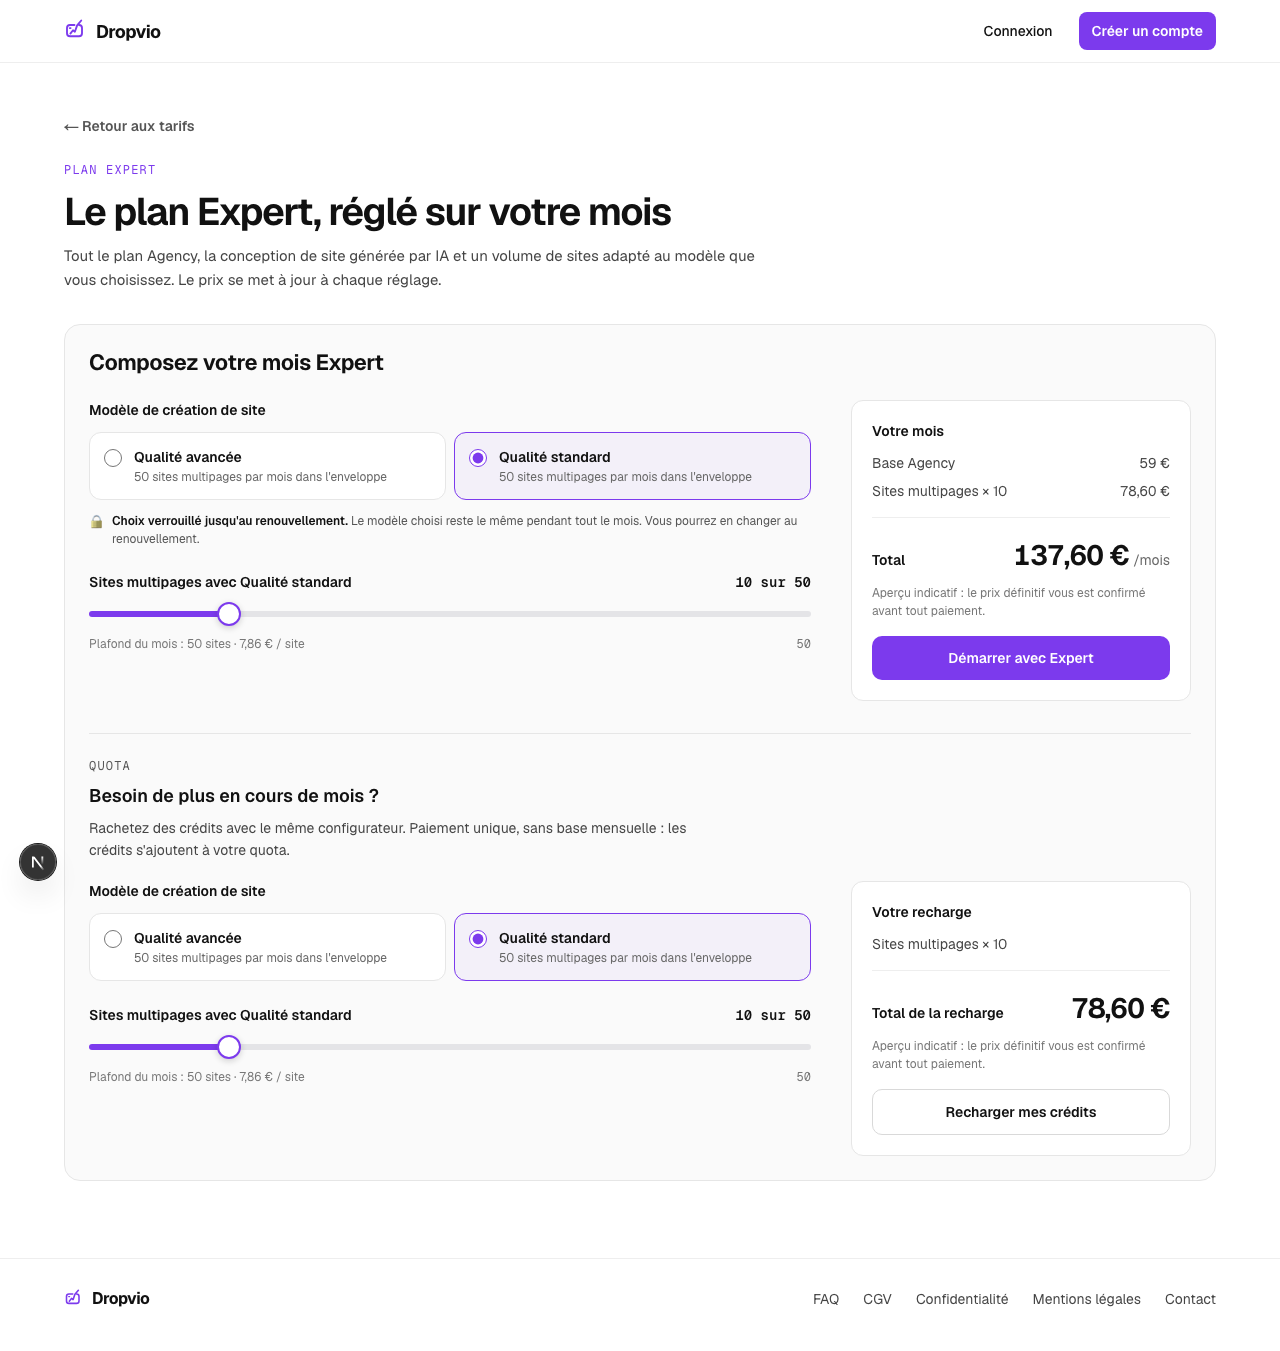 Dropvio
Connexion
Créer un compte
← Retour aux tarifs
PLAN EXPERT
Le plan Expert, réglé sur votre mois
Tout le plan Agency, la conception de site générée par IA et un volume de sites adapté au modèle que
vous choisissez. Le prix se met à jour à chaque réglage.
Composez votre mois Expert
Modèle de création de site
Qualité avancée
50 sites multipages par mois dans l'enveloppe
Qualité standard
50 sites multipages par mois dans l'enveloppe
Choix verrouillé jusqu'au renouvellement. Le modèle choisi reste le même pendant tout le mois. Vous pourrez en changer au
renouvellement.
Sites multipages avec Qualité standard
10 sur 50
Plafond du mois : 50 sites · 7,86 € / site
50
Votre mois
Base Agency
59 €
Sites multipages × 10
78,60 €
Total
137,60 € /mois
Aperçu indicatif : le prix définitif vous est confirmé
avant tout paiement.
Démarrer avec Expert
QUOTA
Besoin de plus en cours de mois ?
Rachetez des crédits avec le même configurateur. Paiement unique, sans base mensuelle : les
crédits s'ajoutent à votre quota.
Modèle de création de site
Qualité avancée
50 sites multipages par mois dans l'enveloppe
Qualité standard
50 sites multipages par mois dans l'enveloppe
Sites multipages avec Qualité standard
10 sur 50
Plafond du mois : 50 sites · 7,86 € / site
50
Votre recharge
Sites multipages × 10
Total de la recharge
78,60 €
Aperçu indicatif : le prix définitif vous est confirmé
avant tout paiement.
Recharger mes crédits
N
Dropvio
FAQ
CGV
Confidentialité
Mentions légales
Contact